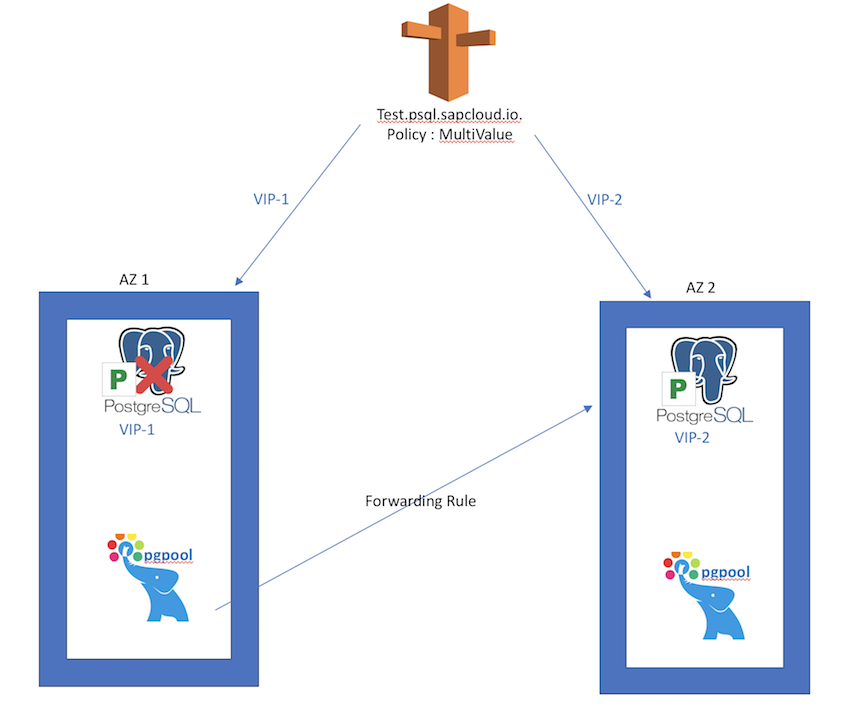 Test.psql.sapcloud.io.
Policy : MultiValue
VIP-1
VIP-2
AZ 1
AZ 2
P
PostgreSQL
VIP-1
P
PostgreSQL
VIP-2
Forwarding Rule
pgpool
pgpool